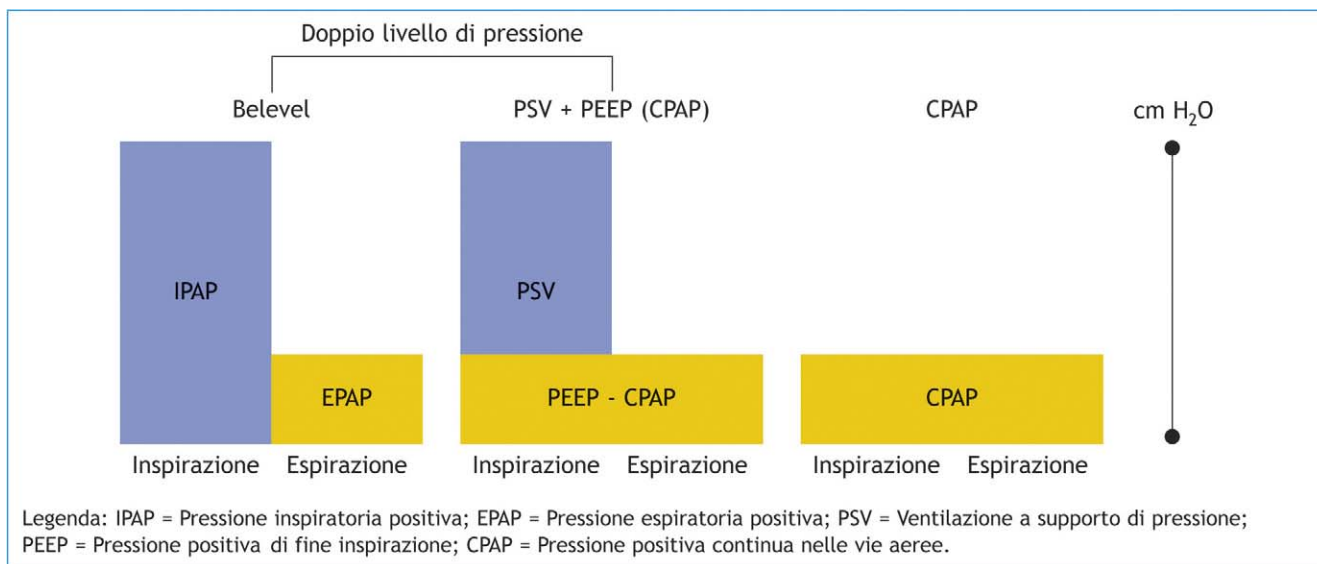 Doppio livello di pressione
Belevel PSV + PEEP (CPAP) CPAP cm H₂O
IPAP PSV
EPAP PEEP - CPAP CPAP
Inspirazione Espirazione Inspirazione Espirazione Inspirazione Espirazione
Legenda: IPAP = Pressione inspiratoria positiva; EPAP = Pressione espiratoria positiva; PSV = Ventilazione a supporto di pressione;
PEEP = Pressione positiva di fine inspirazione; CPAP = Pressione positiva continua nelle vie aeree.